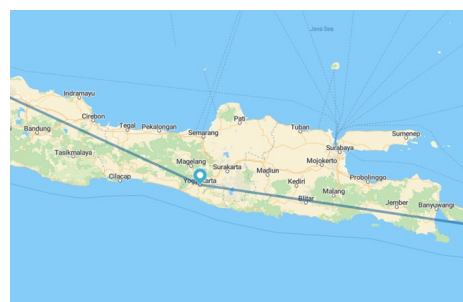 Java Sea
Indramayu
Cirebon
Pati
Bandung
Tegal
Pekalongan
Semarang
Tuban
Surabaya
Sumenep
Tasikmalaya
Magelang
Surakarta
Mojokerto
Cilacap
Yogyakarta
Madiun
Kediri
Probolinggo
Malang
Blitar
Jember
Banyuwangi